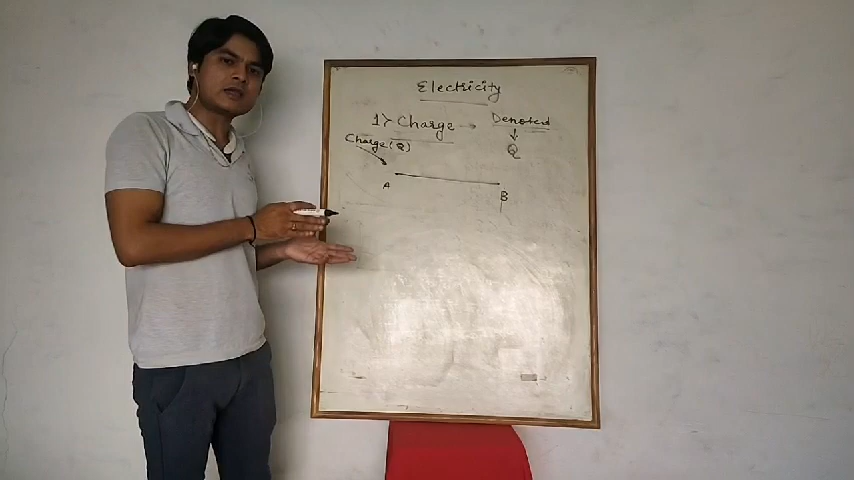 Electricity
1> Charge → Denoted
↓
Charge (Q) Q
A B